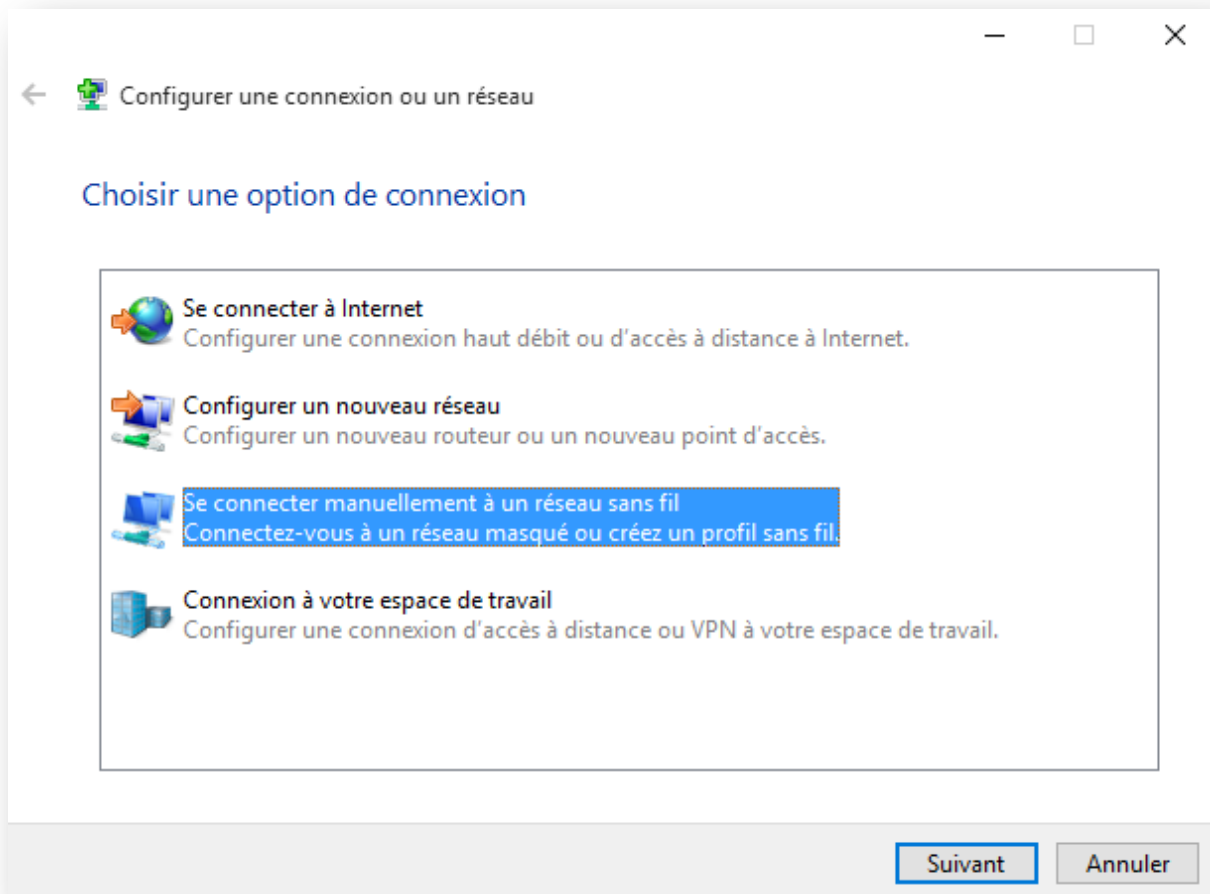 Configurer une connexion ou un réseau
Choisir une option de connexion
Se connecter à Internet
Configurer une connexion haut débit ou d'accès à distance à Internet.
Configurer un nouveau réseau
Configurer un nouveau routeur ou un nouveau point d'accès.
Se connecter manuellement à un réseau sans fil
Connectez-vous à un réseau masqué ou créez un profil sans fil.
Connexion à votre espace de travail
Configurer une connexion d'accès à distance ou VPN à votre espace de travail.
Suivant Annuler